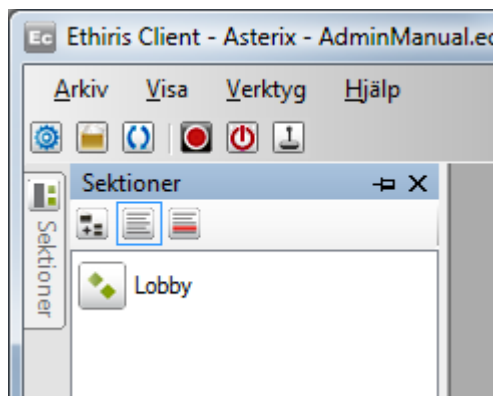 Ec Ethiris Client - Asterix - AdminManual.ec
Arkiv Visa Verktyg Hjälp
Sektioner
Sektioner
Lobby